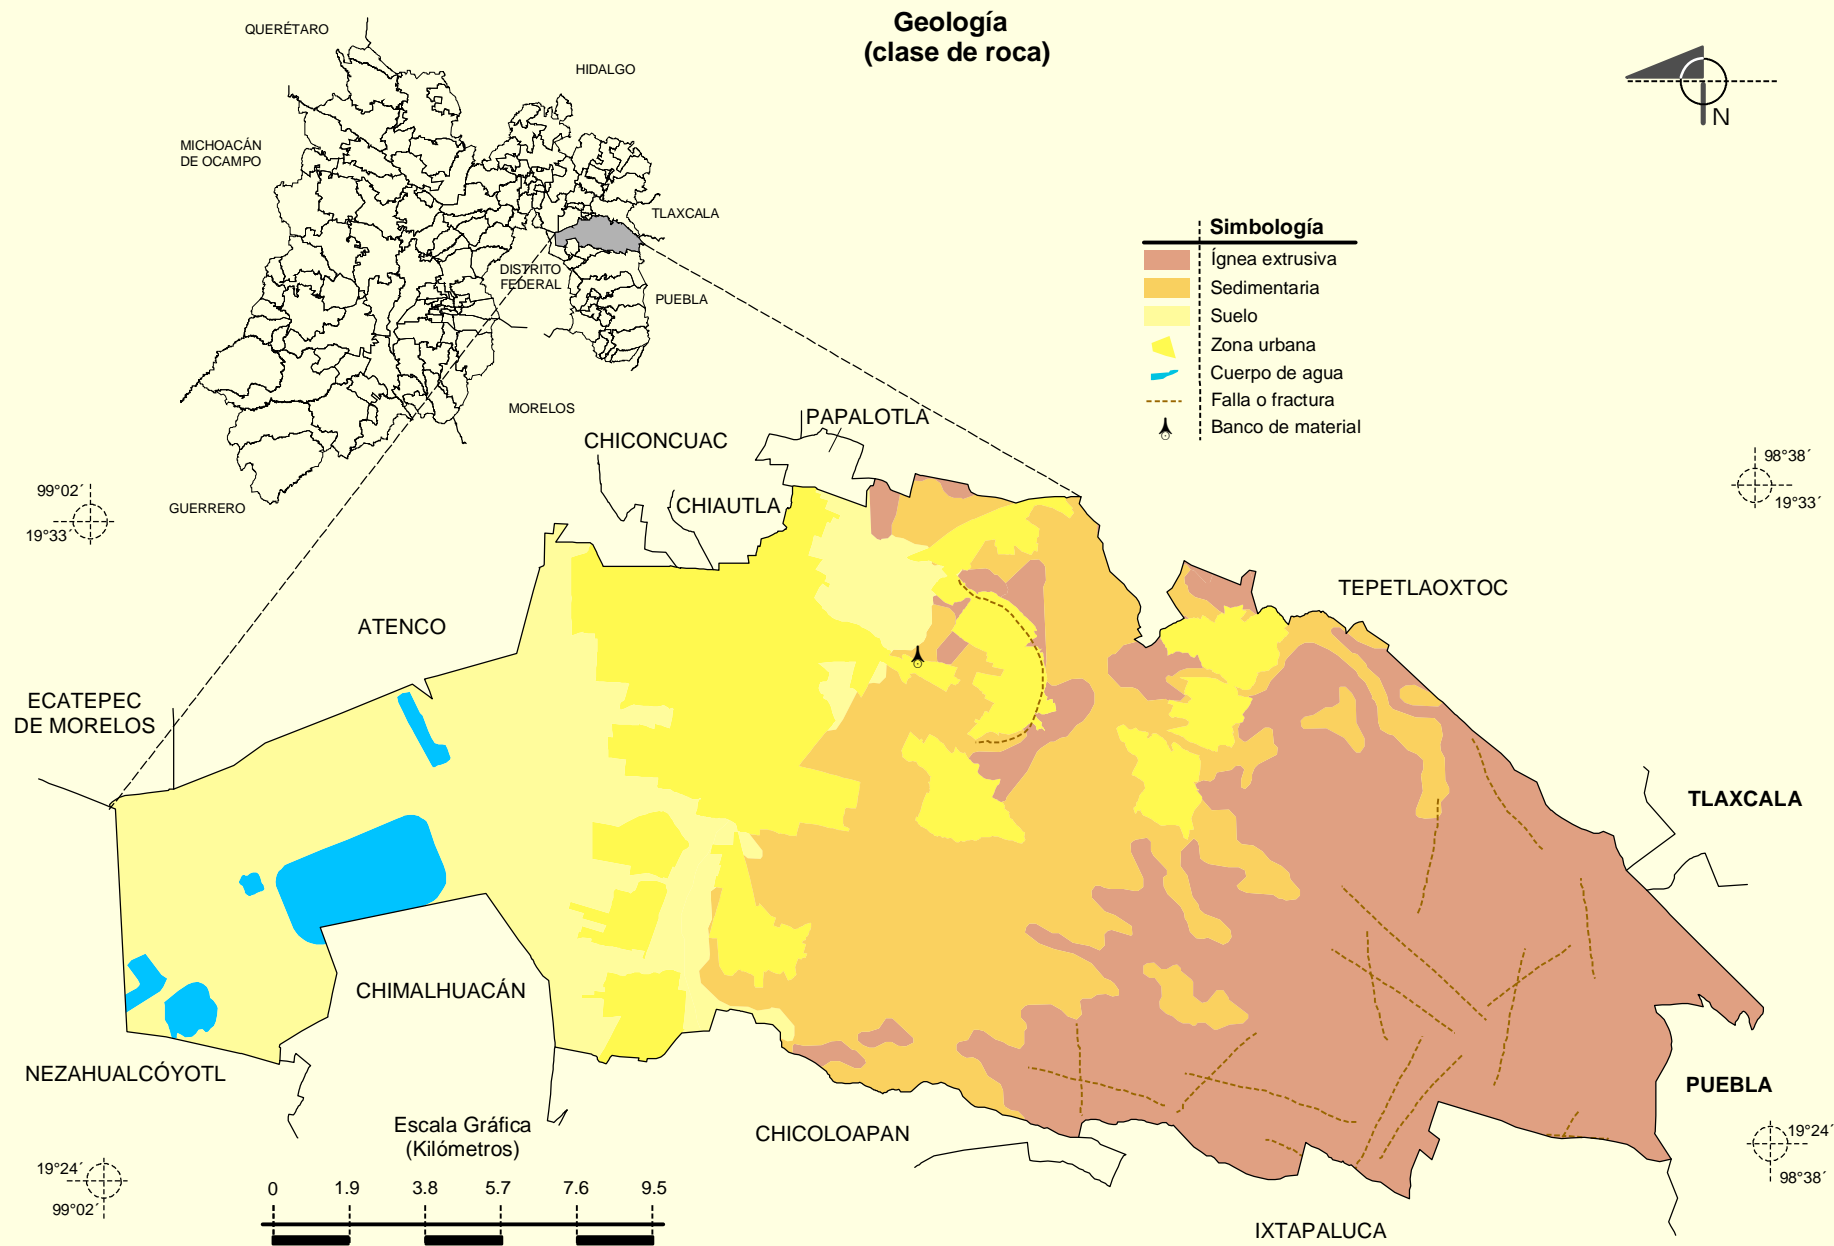 Geología
(clase de roca)
QUERÉTARO
HIDALGO
MICHOACÁN
DE OCAMPO
TLAXCALA
DISTRITO
FEDERAL
PUEBLA
MORELOS
GUERRERO
N
Simbología
Ígnea extrusiva
Sedimentaria
Suelo
Zona urbana
Cuerpo de agua
Falla o fractura
Banco de material
99°02´
19°33´
98°38´
19°33´
PAPALOTLA
CHICONCUAC
CHIAUTLA
TEPETLAOXTOC
ATENCO
ECATEPEC
DE MORELOS
TLAXCALA
CHIMALHUACÁN
NEZAHUALCÓYOTL
PUEBLA
CHICOLOAPAN
IXTAPALUCA
Escala Gráfica
(Kilómetros)
0 1.9 3.8 5.7 7.6 9.5
19°24´
99°02´
19°24´
98°38´